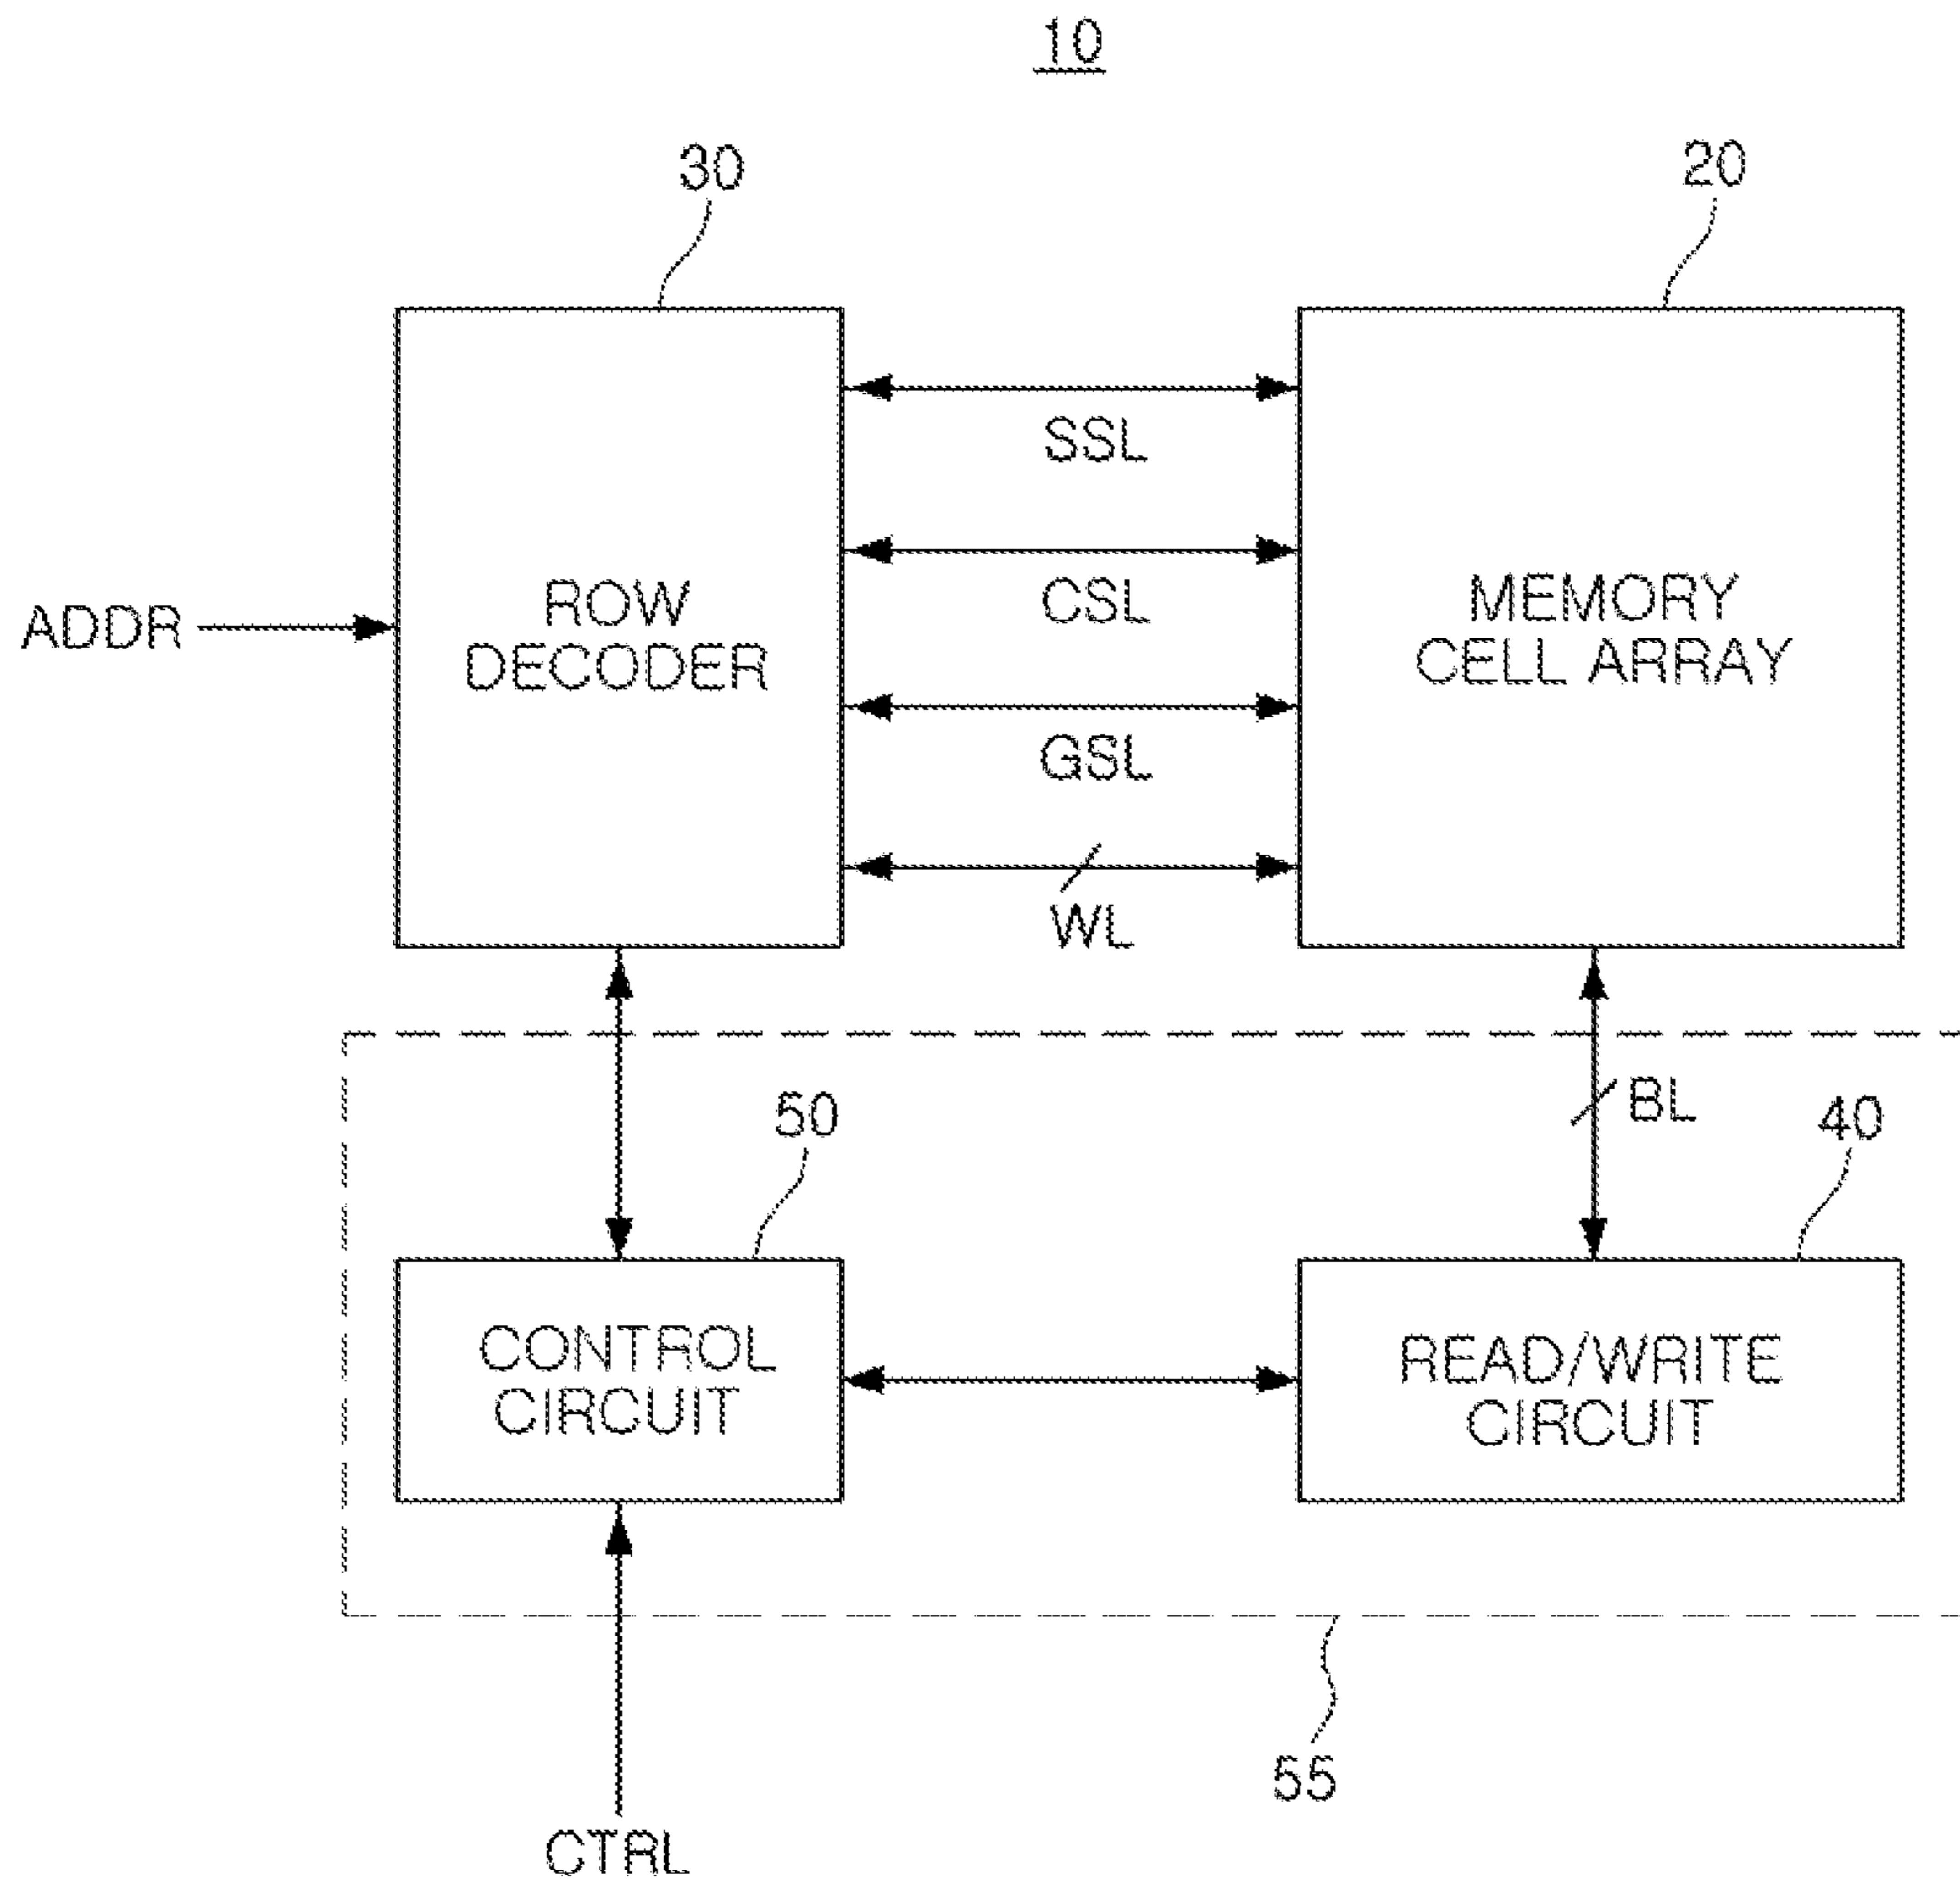 10
30
20
SSL
CSL
GSL
WL
ADDR
ROW
DECODER
MEMORY
CELL ARRAY
BL
50
40
CONTROL
CIRCUIT
READ/WRITE
CIRCUIT
55
CTRL